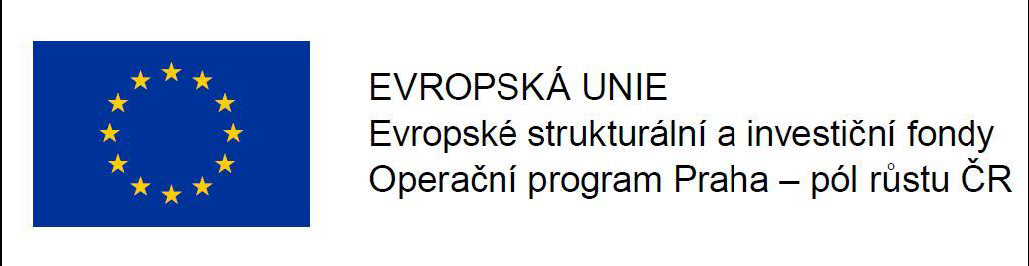 EVROPSKÁ UNIE
Evropské strukturální a investiční fondy
Operační program Praha – pól růstu ČR